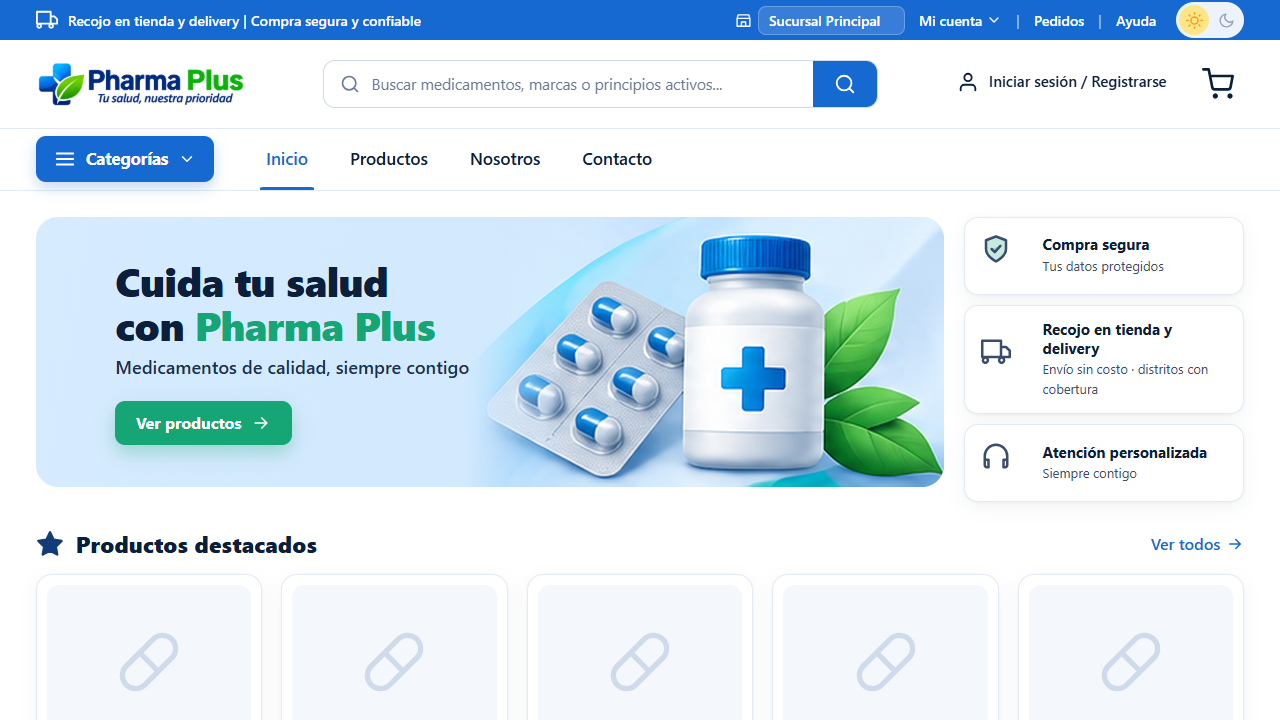 Recojo en tienda y delivery | Compra segura y confiable
Sucursal Principal
Mi cuenta
|
Pedidos
|
Ayuda
Pharma Plus
Tu salud, nuestra prioridad
Buscar medicamentos, marcas o principios activos...
Iniciar sesión / Registrarse
Categorías
Inicio
Productos
Nosotros
Contacto
Cuida tu salud
con Pharma Plus
Medicamentos de calidad, siempre contigo
Ver productos
Compra segura
Tus datos protegidos
Recojo en tienda y
delivery
Envío sin costo · distritos con
cobertura
Atención personalizada
Siempre contigo
Productos destacados
Ver todos